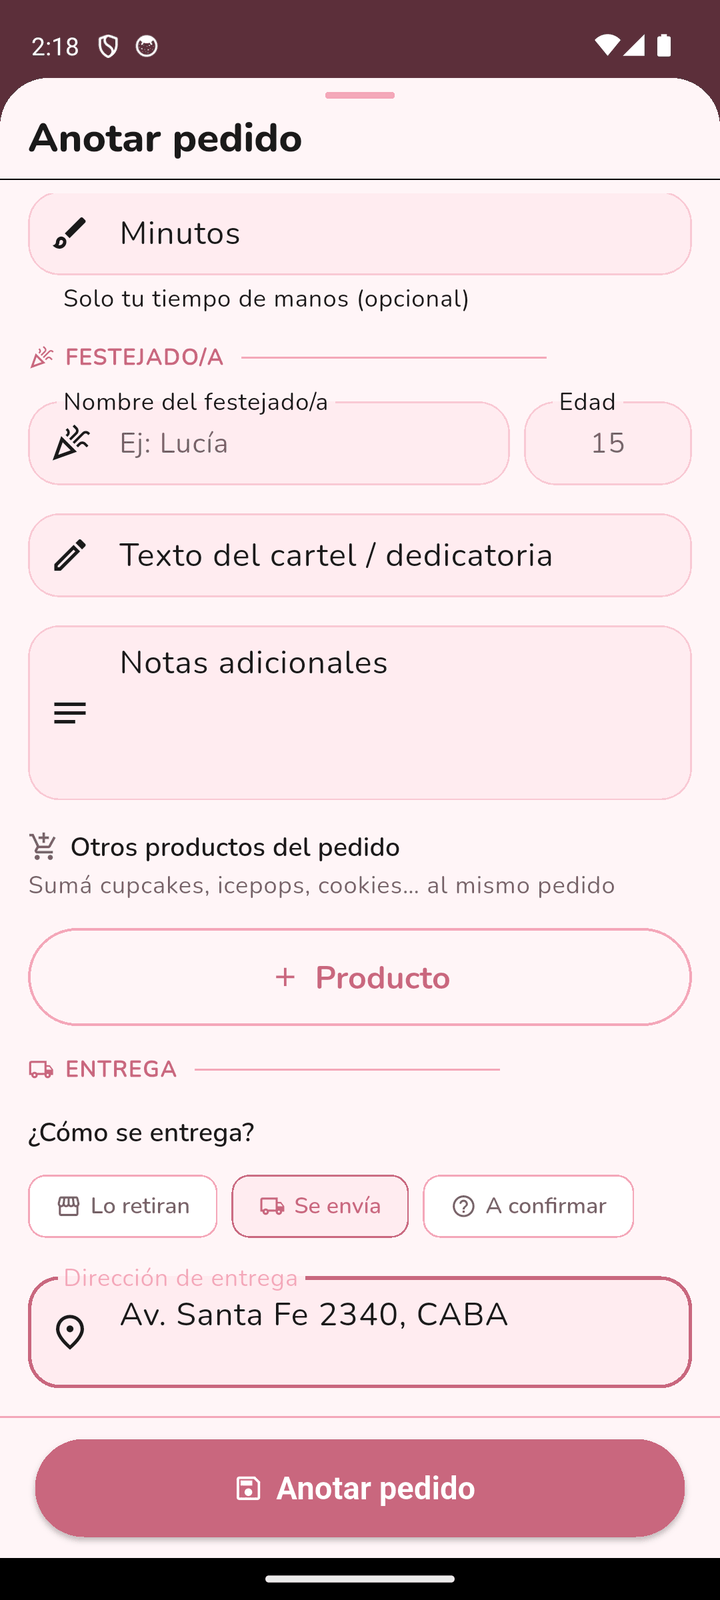 2:18
Anotar pedido
Minutos
Solo tu tiempo de manos (opcional)
FESTEJADO/A
Nombre del festejado/a
Edad
Ej: Lucía
15
Texto del cartel / dedicatoria
Notas adicionales
Otros productos del pedido
Sumá cupcakes, icepops, cookies... al mismo pedido
+ Producto
ENTREGA
¿Cómo se entrega?
Lo retiran
Se envía
A confirmar
Dirección de entrega
Av. Santa Fe 2340, CABA
Anotar pedido